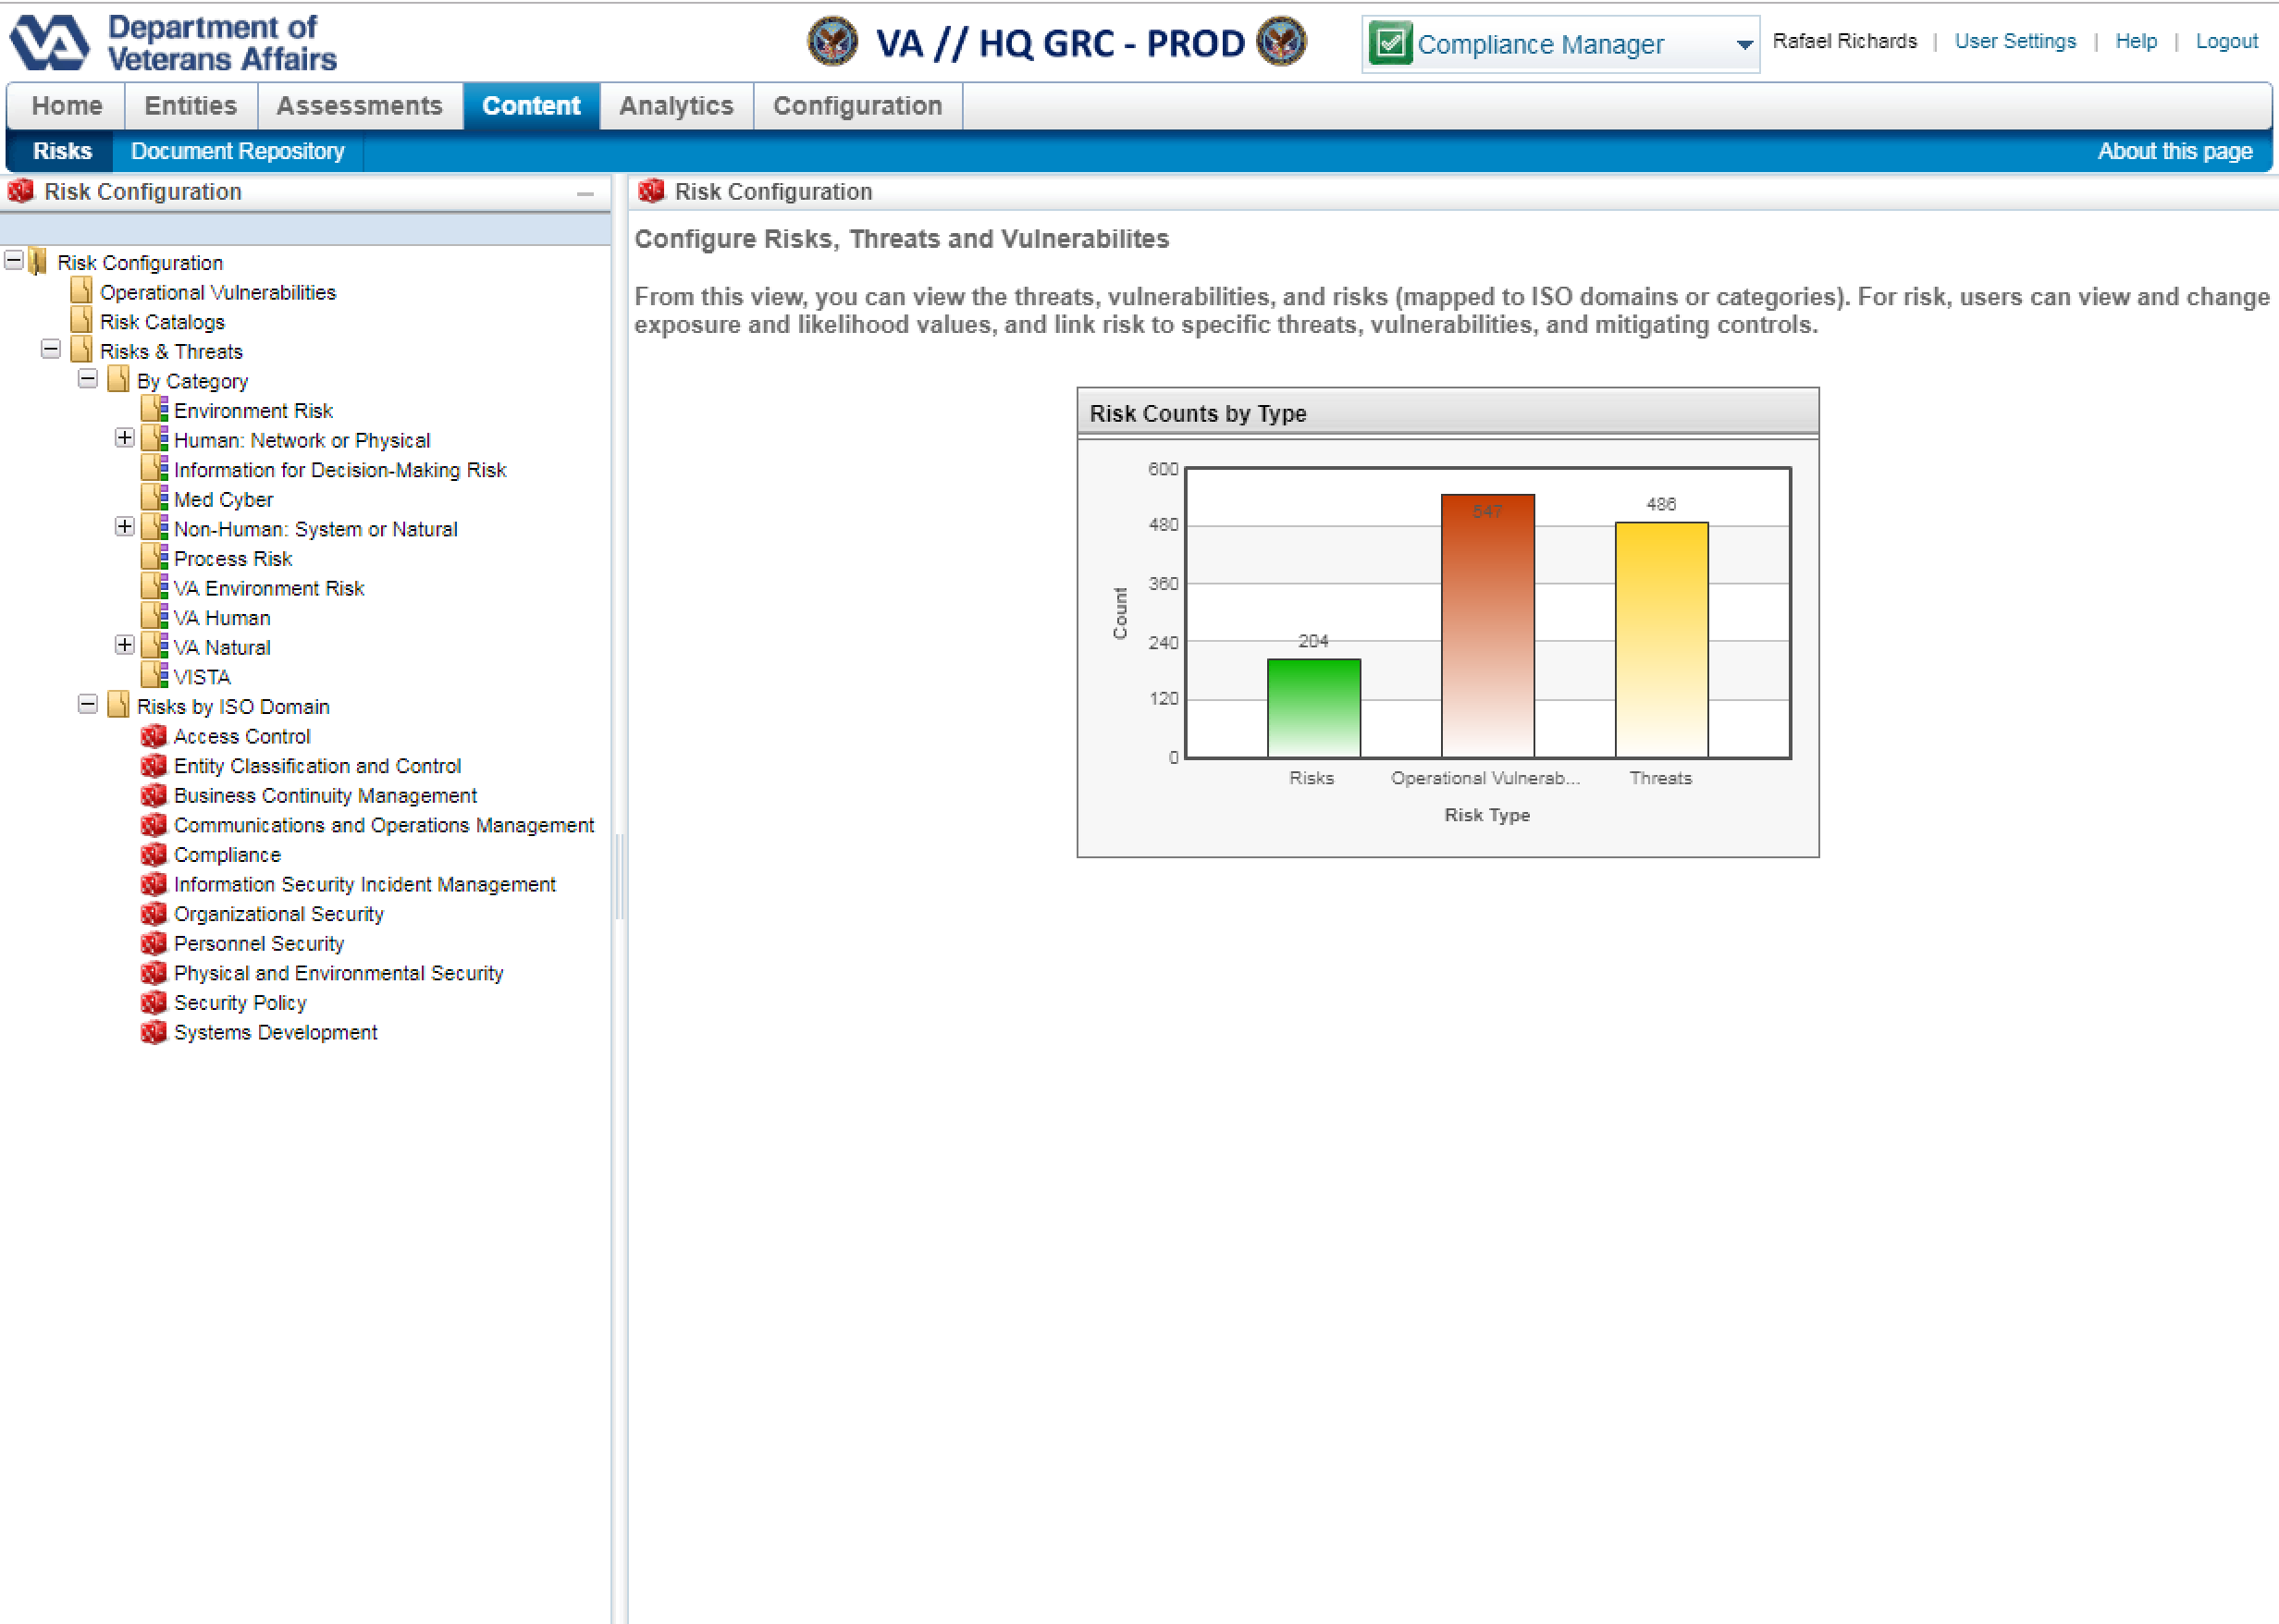 Department of
Veterans Affairs
VA // HQ GRC - PROD
Compliance Manager
Rafael Richards | User Settings | Help | Logout
Home Entities Assessments Content Analytics Configuration
Risks Document Repository About this page
Risk Configuration
Risk Configuration
Operational Vulnerabilities
Risk Catalogs
Risks & Threats
By Category
Environment Risk
Human: Network or Physical
Information for Decision-Making Risk
Med Cyber
Non-Human: System or Natural
Process Risk
VA Environment Risk
VA Human
VA Natural
VISTA
Risks by ISO Domain
Access Control
Entity Classification and Control
Business Continuity Management
Communications and Operations Management
Compliance
Information Security Incident Management
Organizational Security
Personnel Security
Physical and Environmental Security
Security Policy
Systems Development
Risk Configuration
Configure Risks, Threats and Vulnerabilites
From this view, you can view the threats, vulnerabilities, and risks (mapped to ISO domains or categories). For risk, users can view and change
exposure and likelihood values, and link risk to specific threats, vulnerabilities, and mitigating controls.
Risk Counts by Type
600
480
360
240
120
0
Count
204
547
486
Risks Operational Vulnerab... Threats
Risk Type